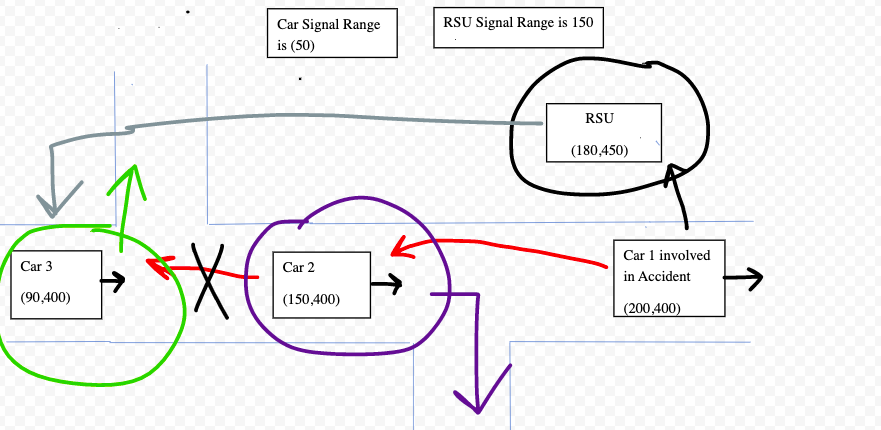 Car Signal Range
is (50)
RSU Signal Range is 150
RSU
(180,450)
Car 3
(90,400)
Car 2
(150,400)
Car 1 involved
in Accident
(200,400)